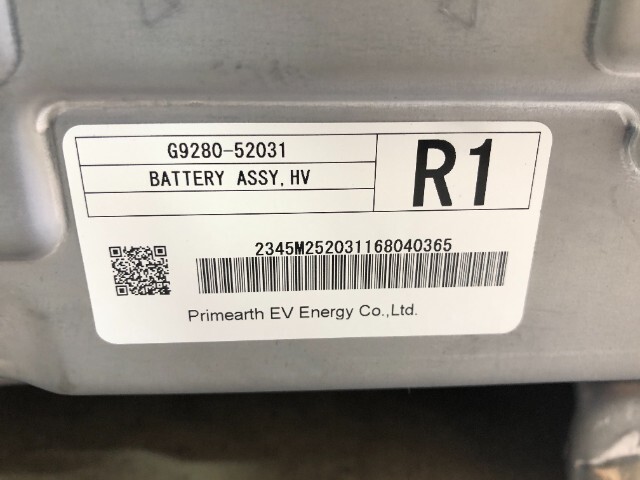 G9280-52031
BATTERY ASSY,HV
R1
2345M252031168040365
Primearth EV Energy Co.,Ltd.